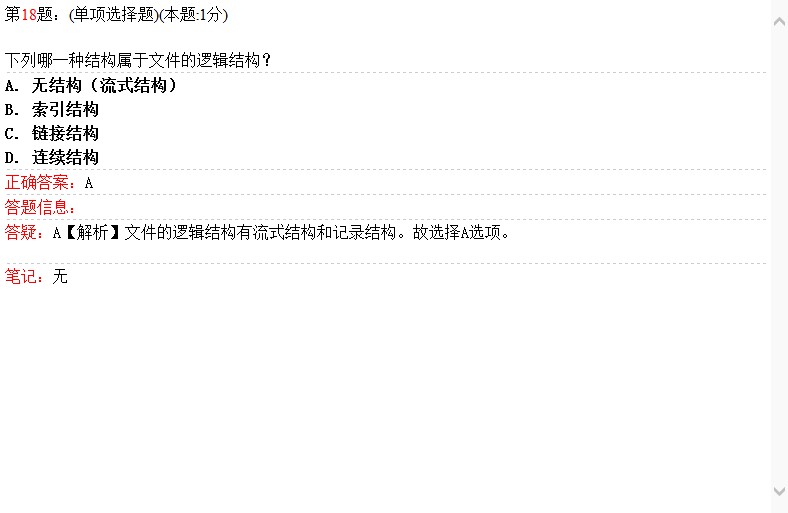 第18题：(单项选择题)(本题:1分)
下列哪一种结构属于文件的逻辑结构？
A. 无结构（流式结构）
B. 索引结构
C. 链接结构
D. 连续结构
正确答案：A
答题信息：
答疑：A【解析】文件的逻辑结构有流式结构和记录结构。故选择A选项。
笔记：无